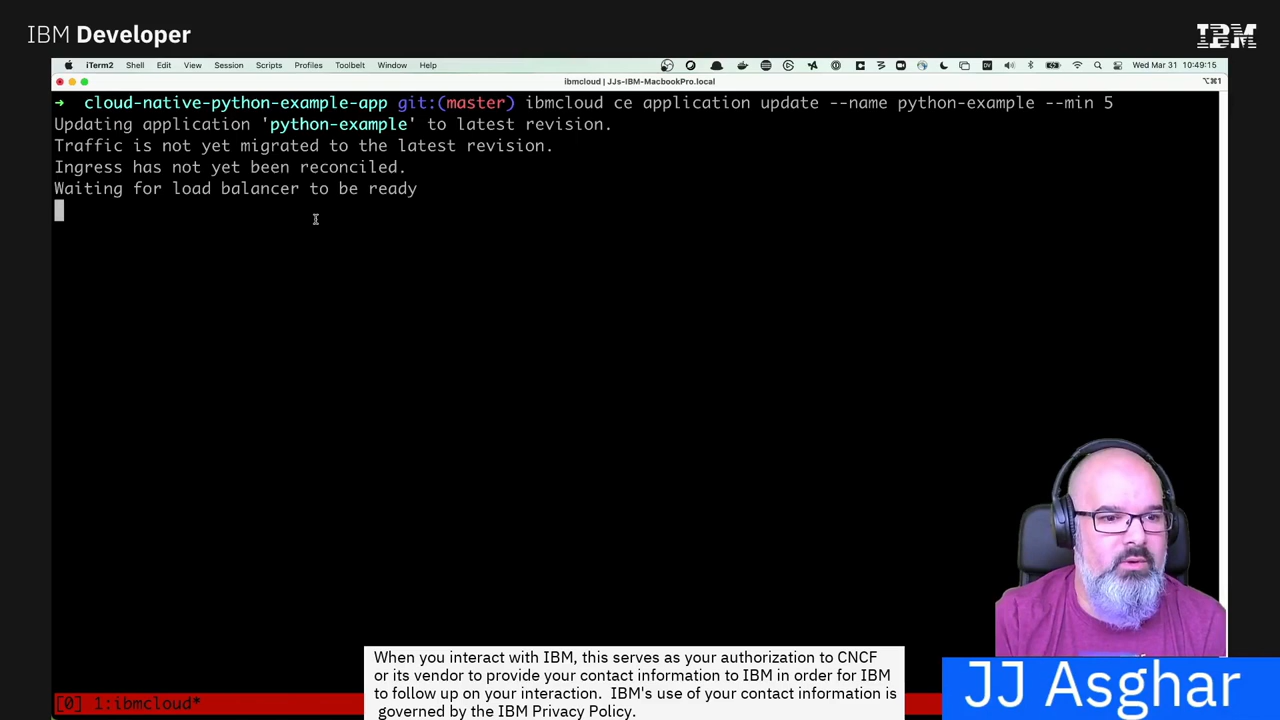 IBM Developer
IBM
iTerm2 Shell Edit View Session Scripts Profiles Toolbelt Window Help
Wed Mar 31 10:49:15
ibmcloud | JJs-IBM-MacbookPro.local
⌥⌘1
➜ cloud-native-python-example-app git:(master) ibmcloud ce application update --name python-example --min 5
Updating application 'python-example' to latest revision.
Traffic is not yet migrated to the latest revision.
Ingress has not yet been reconciled.
Waiting for load balancer to be ready
[0] 1:ibmcloud*
When you interact with IBM, this serves as your authorization to CNCF
or its vendor to provide your contact information to IBM in order for IBM
to follow up on your interaction. IBM's use of your contact information is
governed by the IBM Privacy Policy.
JJ Asghar